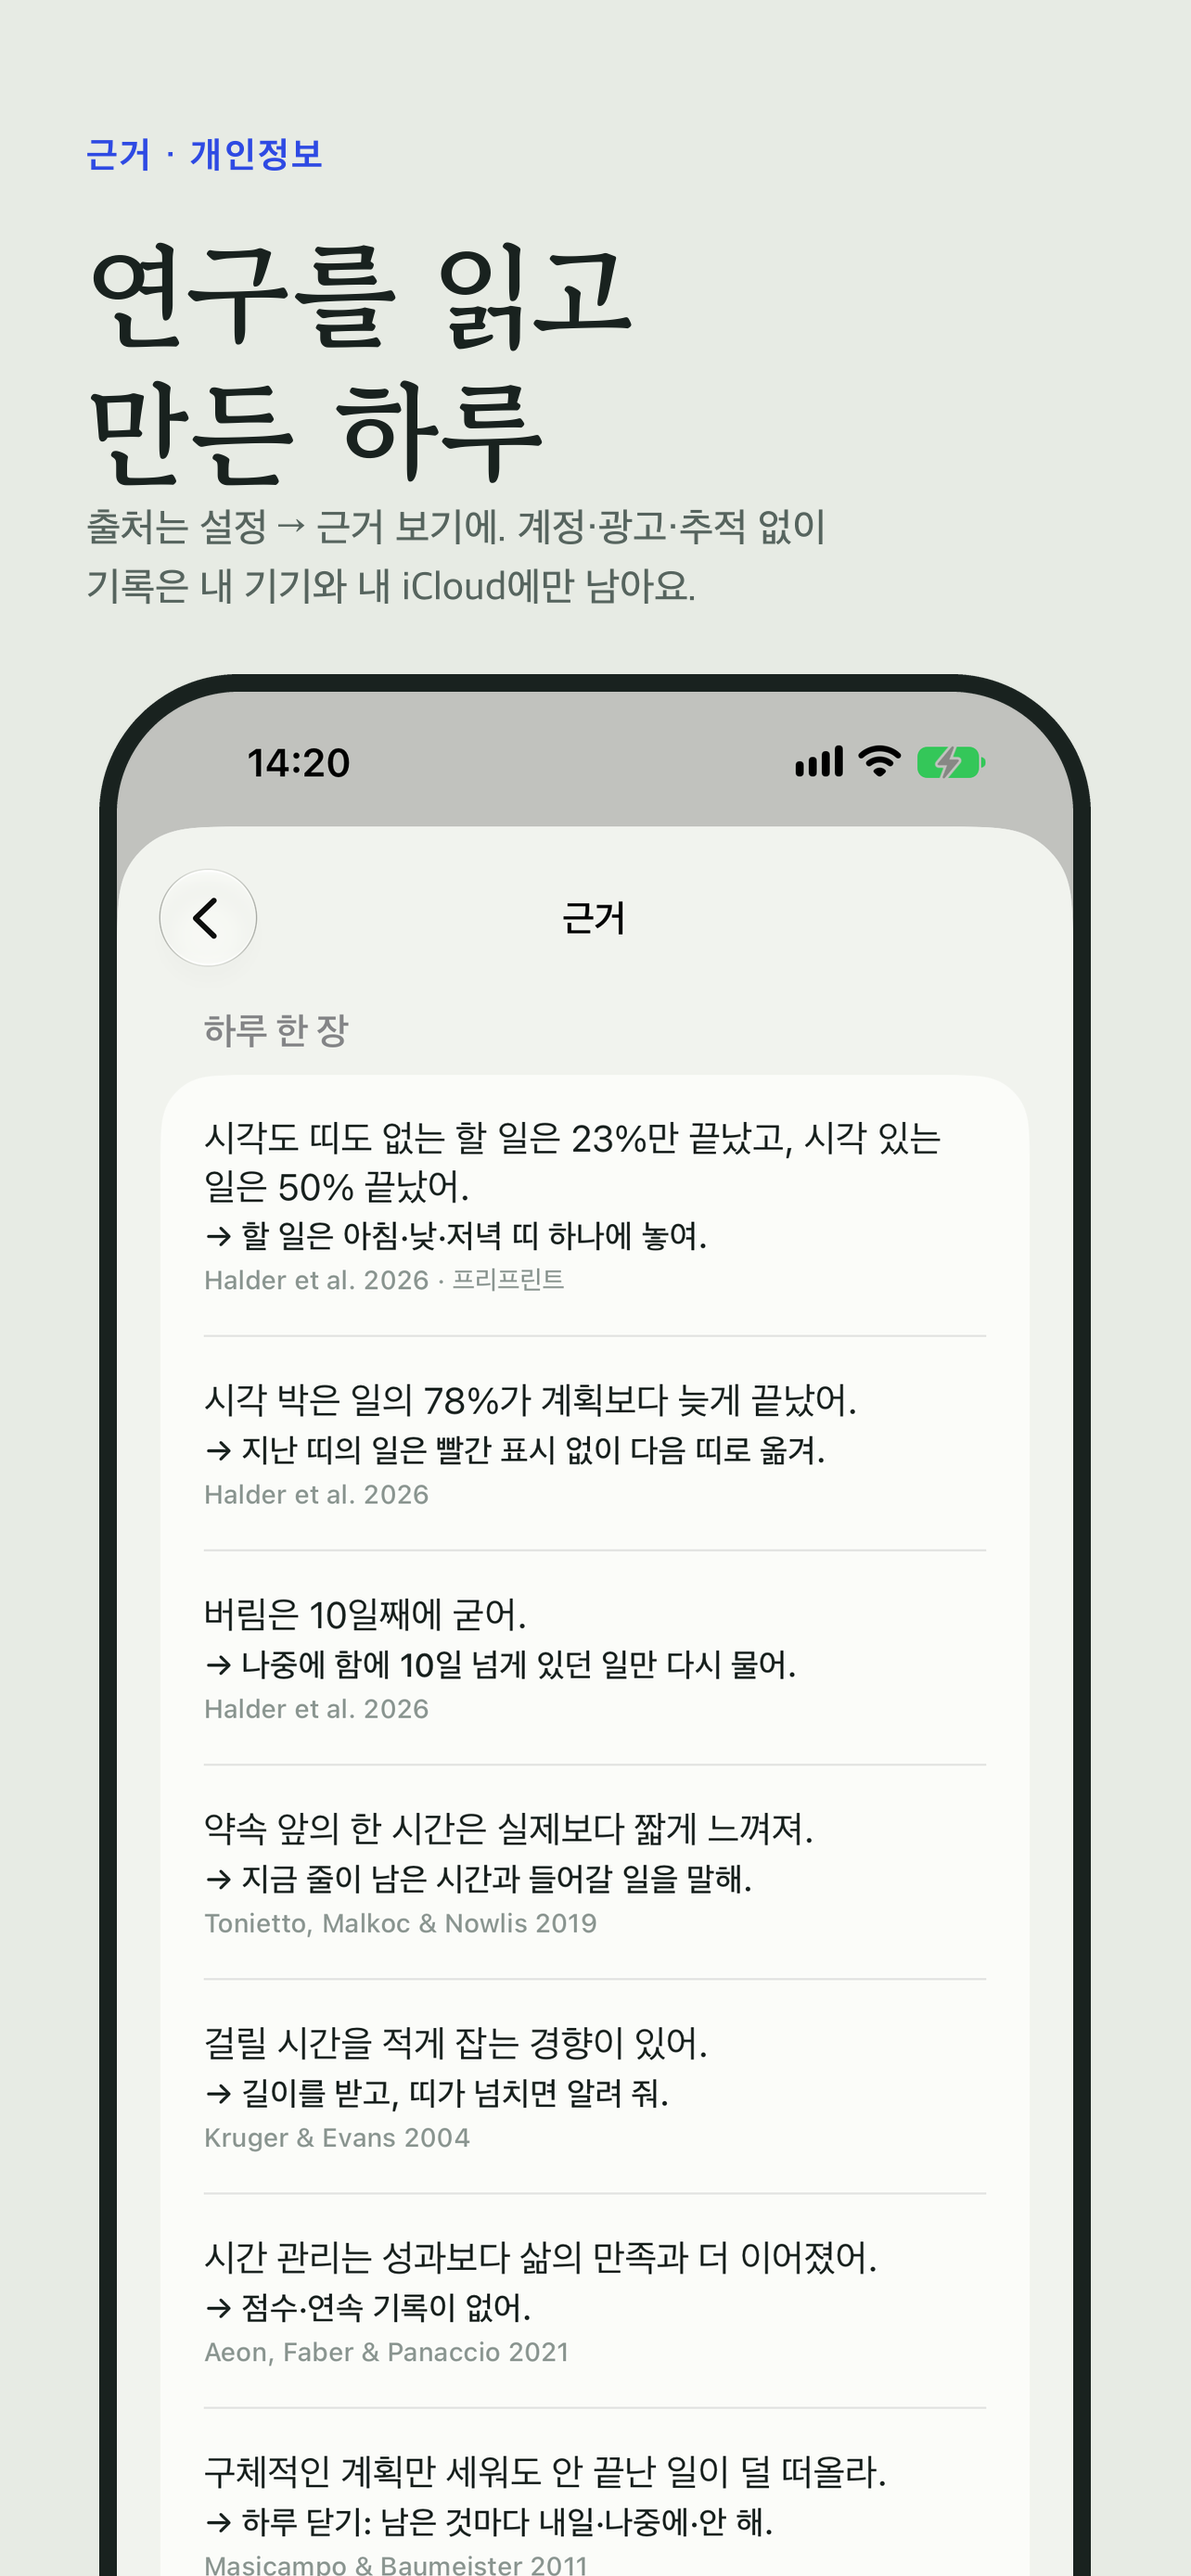 근거 · 개인정보
연구를 읽고
만든 하루
출처는 설정 → 근거 보기에. 계정·광고·추적 없이
기록은 내 기기와 내 iCloud에만 남아요.
14:20
근거
하루 한 장
시각도 띠도 없는 할 일은 23%만 끝났고, 시각 있는
일은 50% 끝났어.
→ 할 일은 아침·낮·저녁 띠 하나에 놓여.
Halder et al. 2026 · 프리프린트
시각 박은 일의 78%가 계획보다 늦게 끝났어.
→ 지난 띠의 일은 빨간 표시 없이 다음 띠로 옮겨.
Halder et al. 2026
버림은 10일째에 굳어.
→ 나중에 함에 10일 넘게 있던 일만 다시 물어.
Halder et al. 2026
약속 앞의 한 시간은 실제보다 짧게 느껴져.
→ 지금 줄이 남은 시간과 들어갈 일을 말해.
Tonietto, Malkoc & Nowlis 2019
걸릴 시간을 적게 잡는 경향이 있어.
→ 길이를 받고, 띠가 넘치면 알려 줘.
Kruger & Evans 2004
시간 관리는 성과보다 삶의 만족과 더 이어졌어.
→ 점수·연속 기록이 없어.
Aeon, Faber & Panaccio 2021
구체적인 계획만 세워도 안 끝난 일이 덜 떠올라.
→ 하루 닫기: 남은 것마다 내일·나중에·안 해.
Masicampo & Baumeister 2011